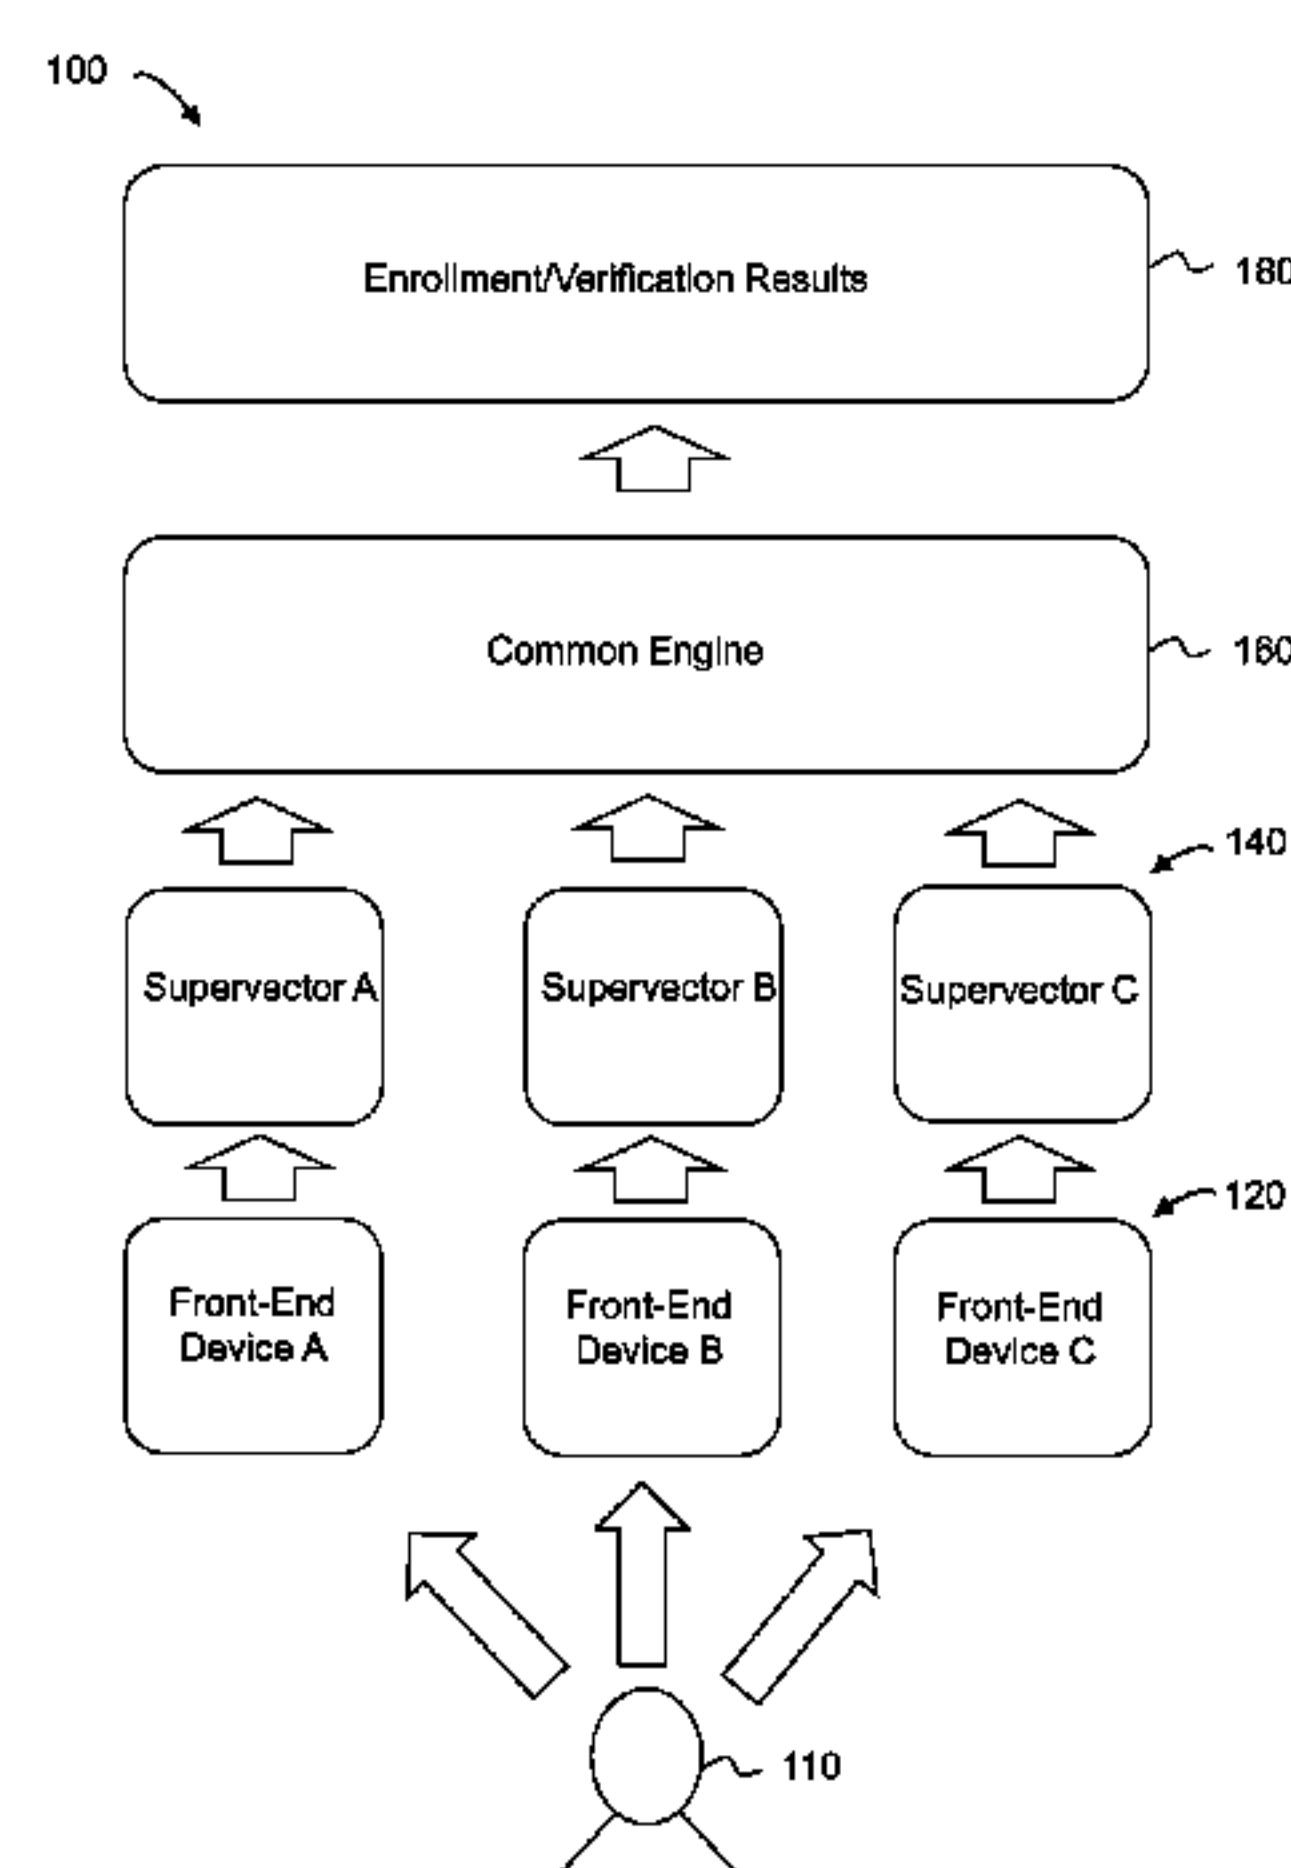 100
Enrollment/Verification Results
180
Common Engine
160
140
Supervector A
Supervector B
Supervector C
120
Front-End
Device A
Front-End
Device B
Front-End
Device C
110